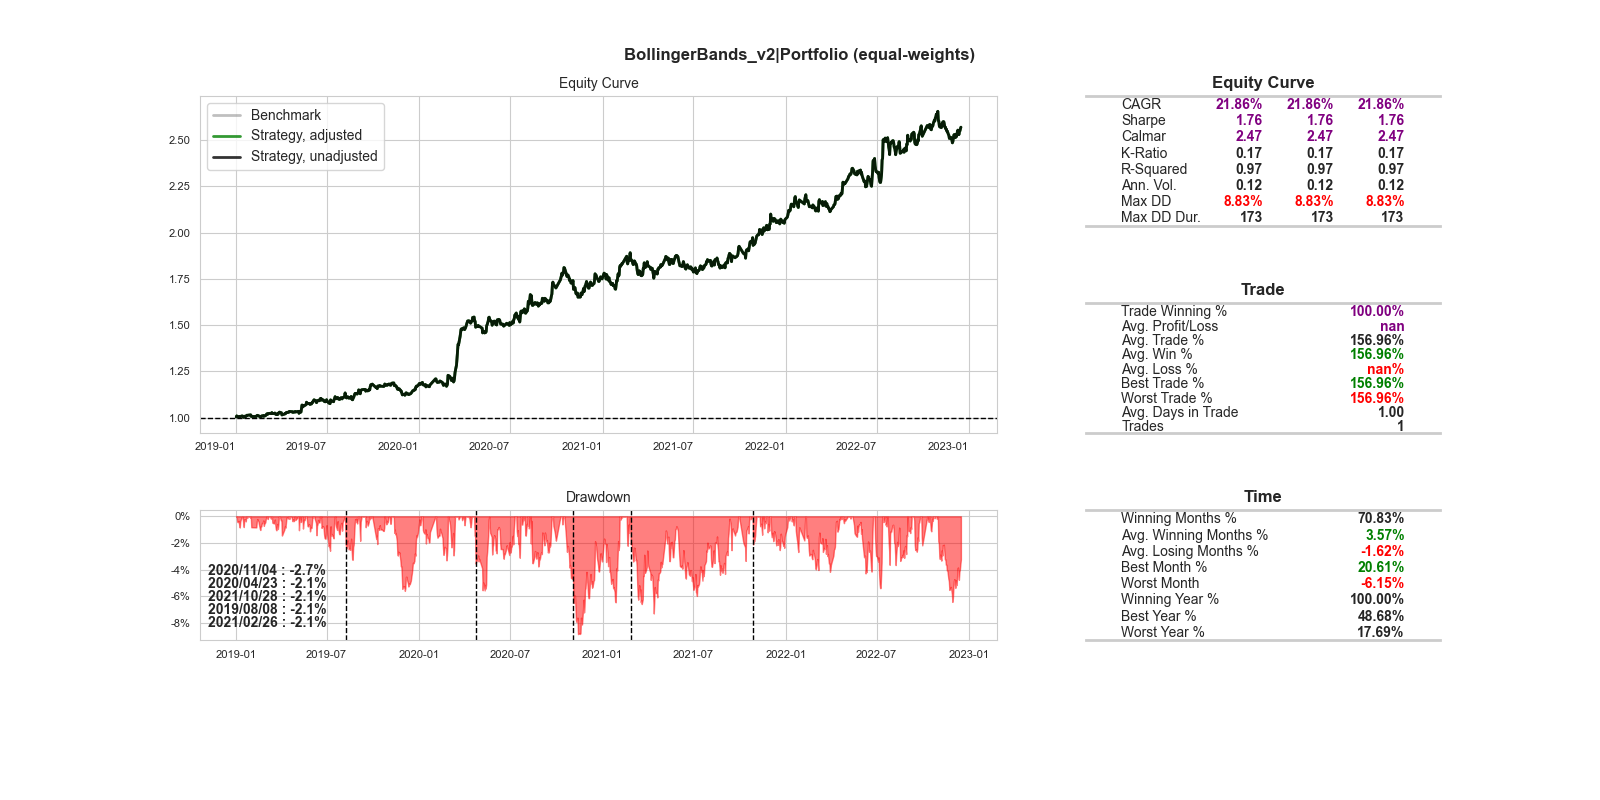 BollingerBands_v2|Portfolio (equal-weights)
Equity Curve
Benchmark
Strategy, adjusted
Strategy, unadjusted
2.50
2.25
2.00
1.75
1.50
1.25
1.00
2019-01 2019-07 2020-01 2020-07 2021-01 2021-07 2022-01 2022-07 2023-01
Drawdown
0%
-2%
-4%
-6%
-8%
2020/11/04 : -2.7%
2020/04/23 : -2.1%
2021/10/28 : -2.1%
2019/08/08 : -2.1%
2021/02/26 : -2.1%
2019-01 2019-07 2020-01 2020-07 2021-01 2021-07 2022-01 2022-07 2023-01
Equity Curve
CAGR 21.86% 21.86% 21.86%
Sharpe 1.76 1.76 1.76
Calmar 2.47 2.47 2.47
K-Ratio 0.17 0.17 0.17
R-Squared 0.97 0.97 0.97
Ann. Vol. 0.12 0.12 0.12
Max DD 8.83% 8.83% 8.83%
Max DD Dur. 173 173 173
Trade
Trade Winning % 100.00%
Avg. Profit/Loss nan
Avg. Trade % 156.96%
Avg. Win % 156.96%
Avg. Loss % nan%
Best Trade % 156.96%
Worst Trade % 156.96%
Avg. Days in Trade 1.00
Trades 1
Time
Winning Months % 70.83%
Avg. Winning Months % 3.57%
Avg. Losing Months % -1.62%
Best Month % 20.61%
Worst Month -6.15%
Winning Year % 100.00%
Best Year % 48.68%
Worst Year % 17.69%